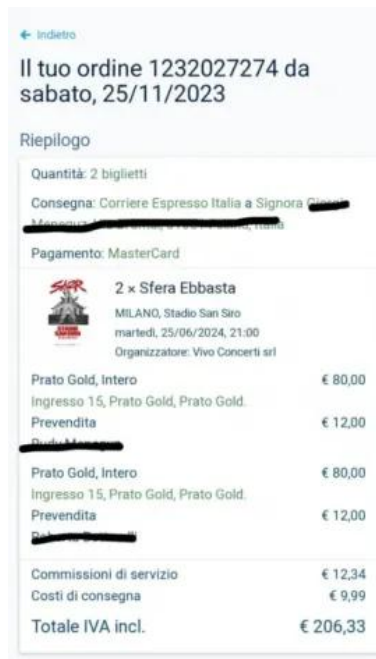 ← Indietro
Il tuo ordine 1232027274 da
sabato, 25/11/2023
Riepilogo
Quantità: 2 biglietti
Consegna: Corriere Espresso Italia a Signora
Italia
Pagamento: MasterCard
2 × Sfera Ebbasta
MILANO, Stadio San Siro
martedì, 25/06/2024, 21:00
Organizzatore: Vivo Concerti srl
Prato Gold, Intero € 80,00
Ingresso 15, Prato Gold, Prato Gold.
Prevendita € 12,00
Prato Gold, Intero € 80,00
Ingresso 15, Prato Gold, Prato Gold.
Prevendita € 12,00
Commissioni di servizio € 12,34
Costi di consegna € 9,99
Totale IVA incl. € 206,33